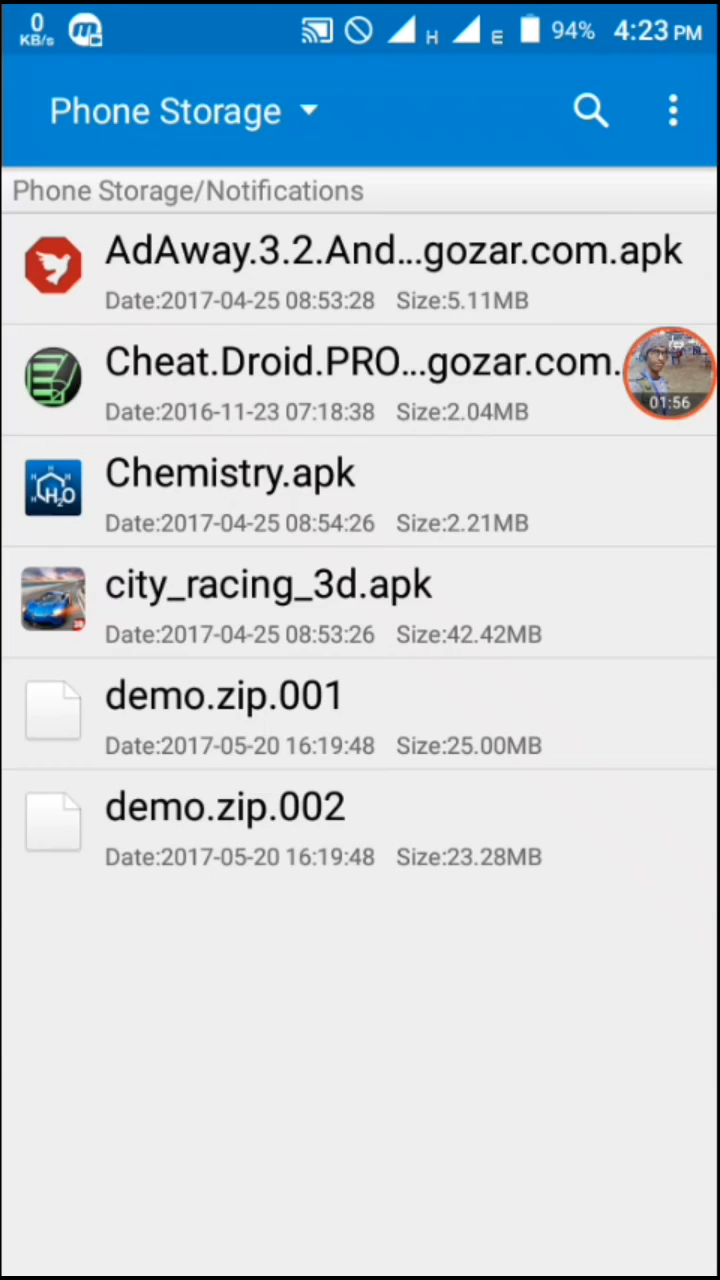 0
KB/s
H
E
94%
4:23 PM
Phone Storage
Phone Storage/Notifications
AdAway.3.2.And...gozar.com.apk
Date:2017-04-25 08:53:28 Size:5.11MB
Cheat.Droid.PRO...gozar.com.
Date:2016-11-23 07:18:38 Size:2.04MB
01:56
H2O
Chemistry.apk
Date:2017-04-25 08:54:26 Size:2.21MB
city_racing_3d.apk
Date:2017-04-25 08:53:26 Size:42.42MB
demo.zip.001
Date:2017-05-20 16:19:48 Size:25.00MB
demo.zip.002
Date:2017-05-20 16:19:48 Size:23.28MB